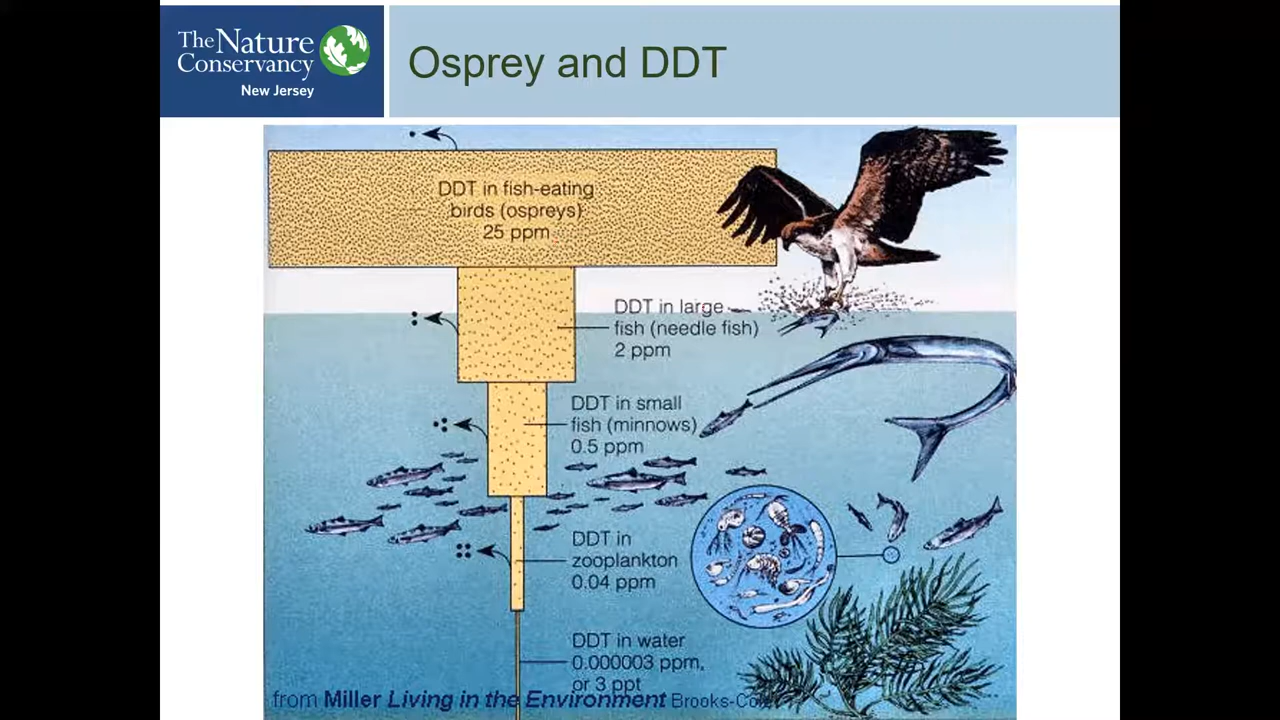 The Nature
Conservancy
New Jersey
Osprey and DDT
DDT in fish-eating
birds (ospreys)
25 ppm
DDT in large
fish (needle fish)
2 ppm
DDT in small
fish (minnows)
0.5 ppm
DDT in
zooplankton
0.04 ppm
DDT in water
0.000003 ppm,
or 3 ppt
from Miller Living in the Environment